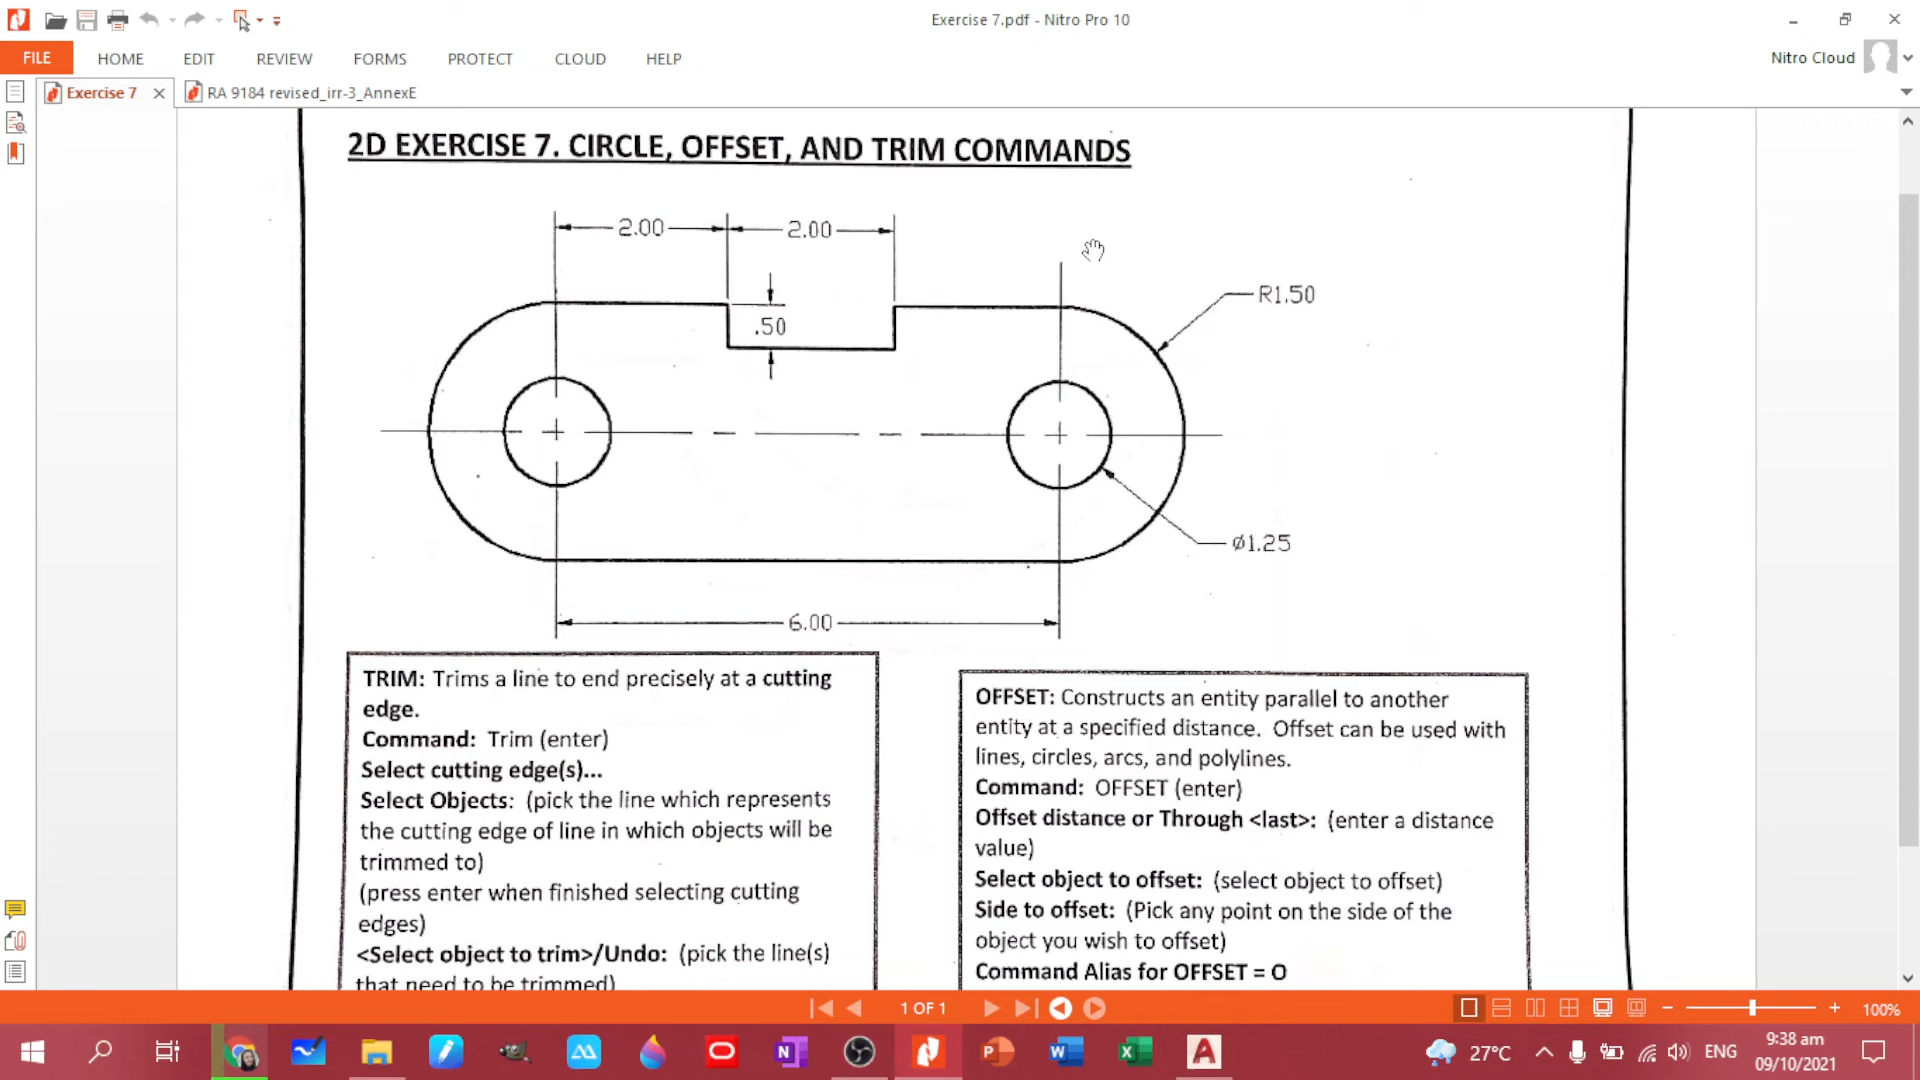 Exercise 7.pdf - Nitro Pro 10
FILE HOME EDIT REVIEW FORMS PROTECT CLOUD HELP
Nitro Cloud
Exercise 7
RA 9184 revised_irr-3_AnnexE
2D EXERCISE 7. CIRCLE, OFFSET, AND TRIM COMMANDS
2.00
2.00
R1.50
.50
Ø1.25
6.00
TRIM: Trims a line to end precisely at a cutting
edge.
Command: Trim (enter)
Select cutting edge(s)...
Select Objects: (pick the line which represents
the cutting edge of line in which objects will be
trimmed to)
(press enter when finished selecting cutting
edges)
<Select object to trim>/Undo: (pick the line(s)
that need to be trimmed)
OFFSET: Constructs an entity parallel to another
entity at a specified distance. Offset can be used with
lines, circles, arcs, and polylines.
Command: OFFSET (enter)
Offset distance or Through <last>: (enter a distance
value)
Select object to offset: (select object to offset)
Side to offset: (Pick any point on the side of the
object you wish to offset)
Command Alias for OFFSET = O
1 OF 1
100%
27°C
ENG
9:38 am
09/10/2021